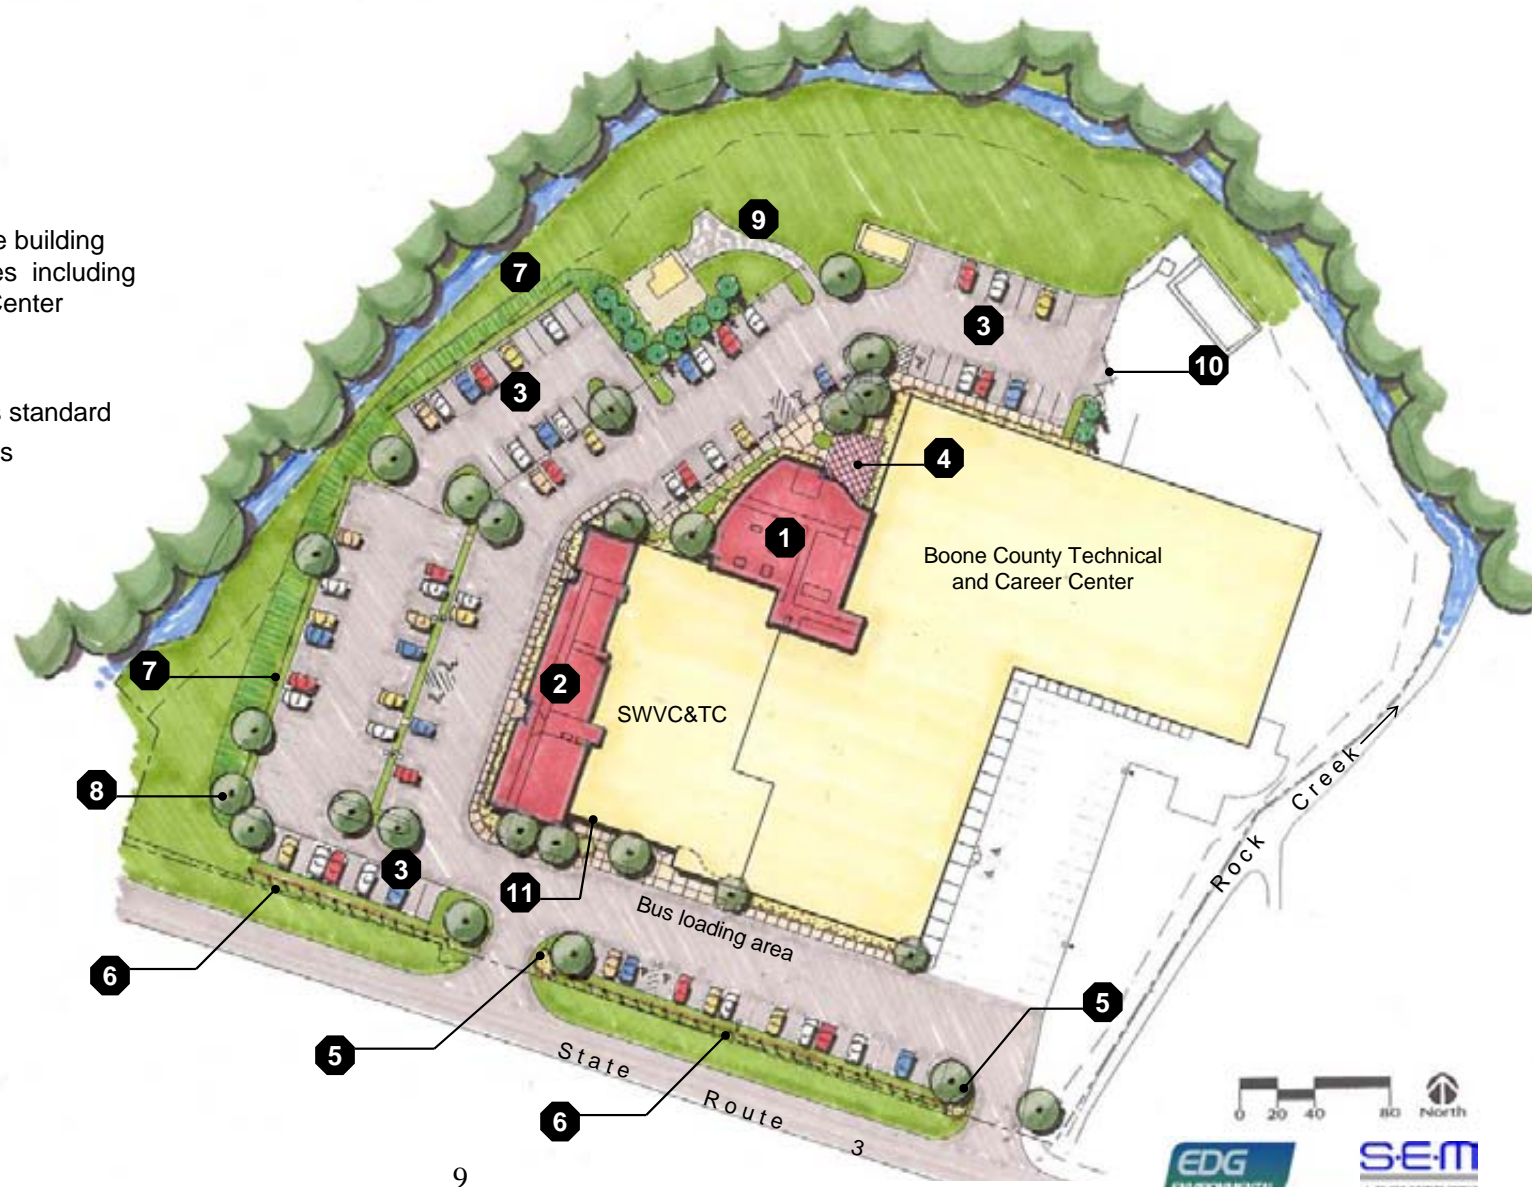 e building
es including
Center
s standard
s
9
7
3
3
10
4
1
Boone County Technical
and Career Center
7
2
SWVC&TC
8
3
11
Bus loading area
Rock Creek
6
5
5
State Route 3
6
0 20 40 80 North
EDG
S·E·M
9